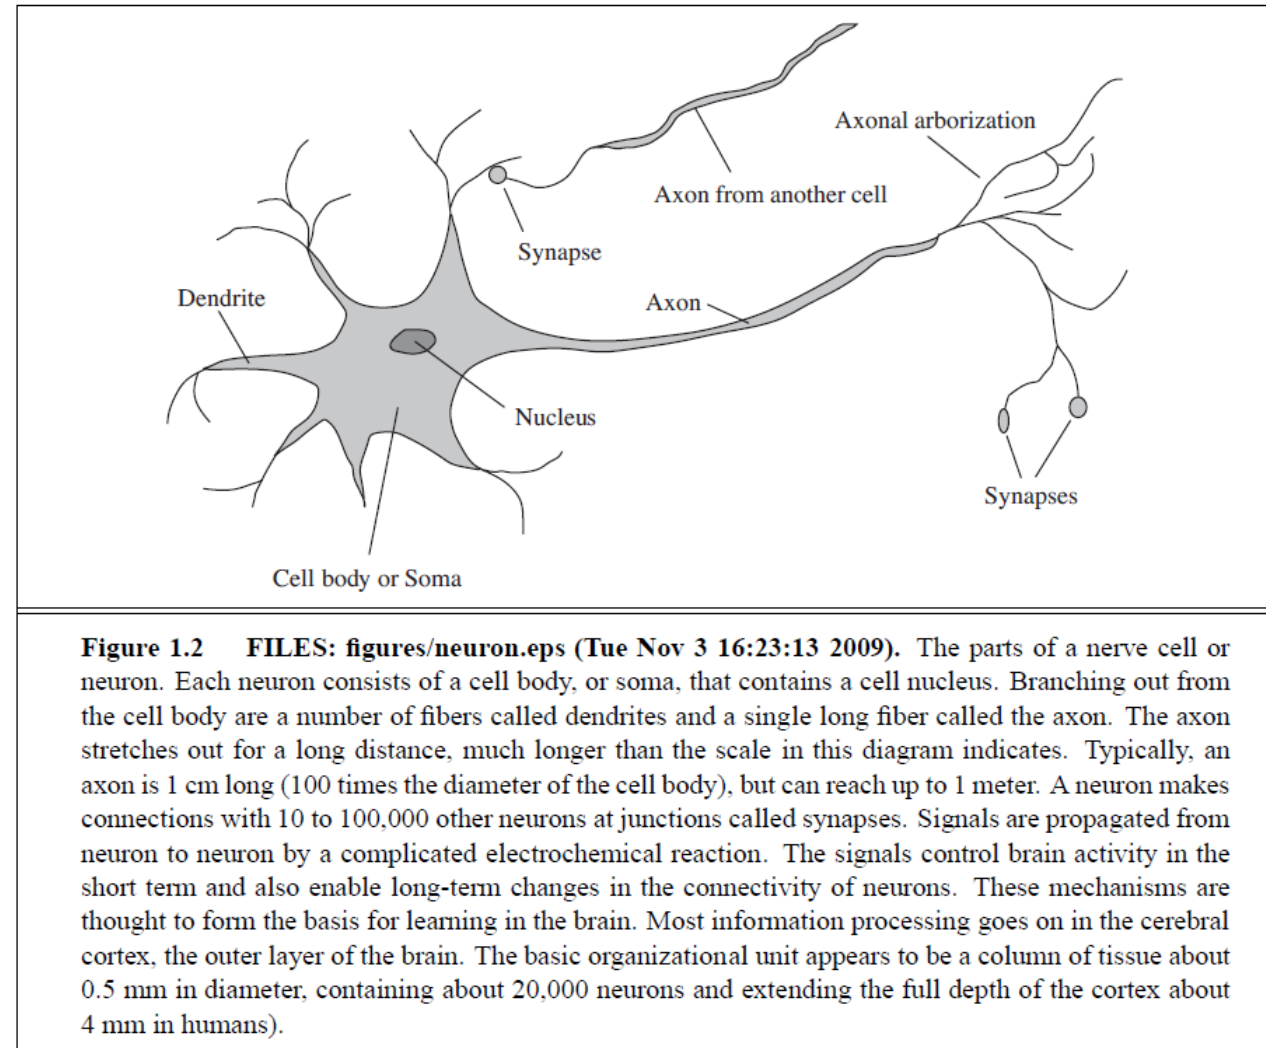 Axonal arborization
Axon from another cell
Synapse
Dendrite
Axon
Nucleus
Synapses
Cell body or Soma
Figure 1.2 FILES: figures/neuron.eps (Tue Nov 3 16:23:13 2009). The parts of a nerve cell or
neuron. Each neuron consists of a cell body, or soma, that contains a cell nucleus. Branching out from
the cell body are a number of fibers called dendrites and a single long fiber called the axon. The axon
stretches out for a long distance, much longer than the scale in this diagram indicates. Typically, an
axon is 1 cm long (100 times the diameter of the cell body), but can reach up to 1 meter. A neuron makes
connections with 10 to 100,000 other neurons at junctions called synapses. Signals are propagated from
neuron to neuron by a complicated electrochemical reaction. The signals control brain activity in the
short term and also enable long-term changes in the connectivity of neurons. These mechanisms are
thought to form the basis for learning in the brain. Most information processing goes on in the cerebral
cortex, the outer layer of the brain. The basic organizational unit appears to be a column of tissue about
0.5 mm in diameter, containing about 20,000 neurons and extending the full depth of the cortex about
4 mm in humans).